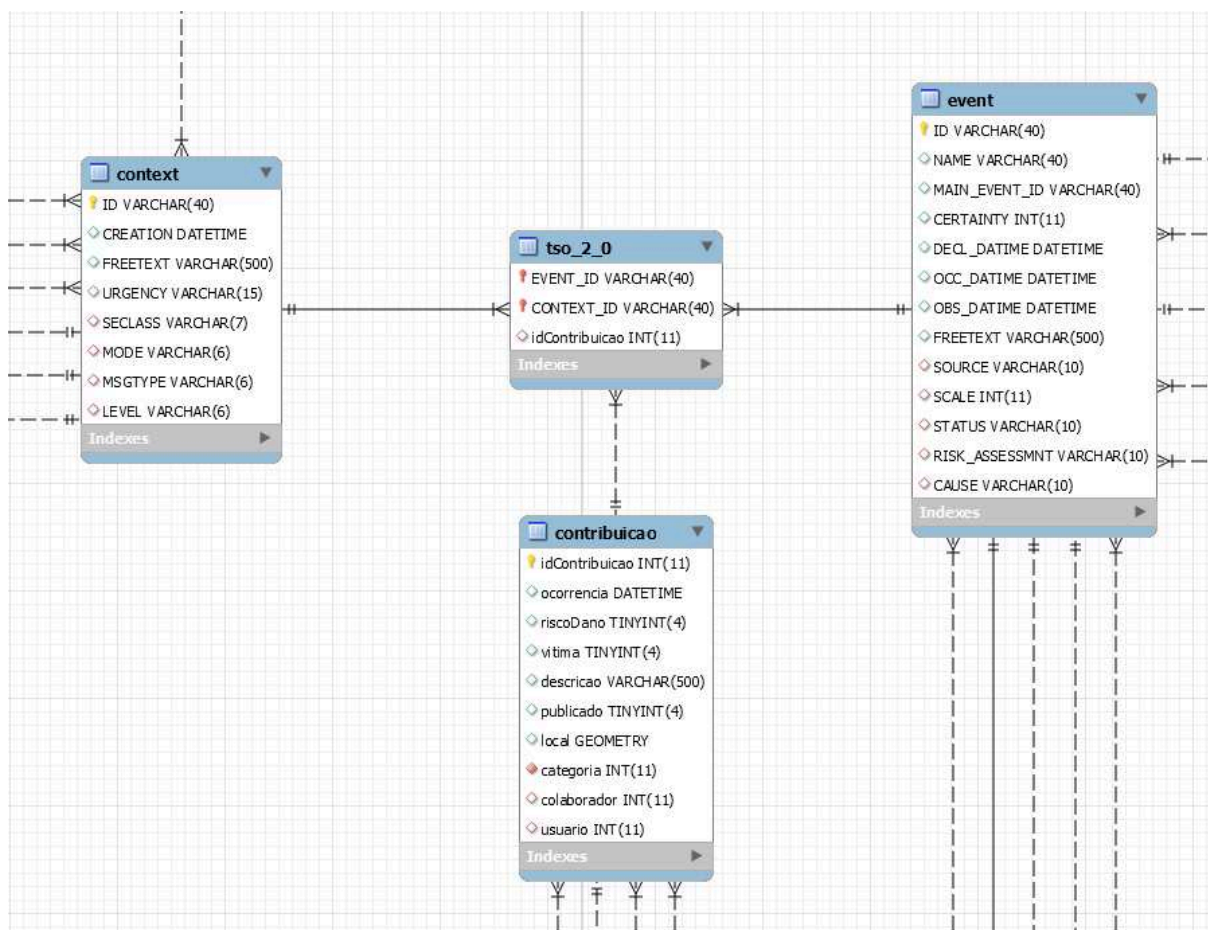 context
ID VARCHAR(40)
CREATION DATETIME
FREETEXT VARCHAR(500)
URGENCY VARCHAR(15)
SECLASS VARCHAR(7)
MODE VARCHAR(6)
MSGTYPE VARCHAR(6)
LEVEL VARCHAR(6)
Indexes
tso_2_0
EVENT_ID VARCHAR(40)
CONTEXT_ID VARCHAR(40)
idContribuicao INT(11)
Indexes
event
ID VARCHAR(40)
NAME VARCHAR(40)
MAIN_EVENT_ID VARCHAR(40)
CERTAINTY INT(11)
DECL_DATIME DATETIME
OCC_DATIME DATETIME
OBS_DATIME DATETIME
FREETEXT VARCHAR(500)
SOURCE VARCHAR(10)
SCALE INT(11)
STATUS VARCHAR(10)
RISK_ASSESSMNT VARCHAR(10)
CAUSE VARCHAR(10)
Indexes
contribuicao
idContribuicao INT(11)
ocorrencia DATETIME
riscoDano TINYINT(4)
vitima TINYINT(4)
descricao VARCHAR(500)
publicado TINYINT(4)
local GEOMETRY
categoria INT(11)
colaborador INT(11)
usuario INT(11)
Indexes